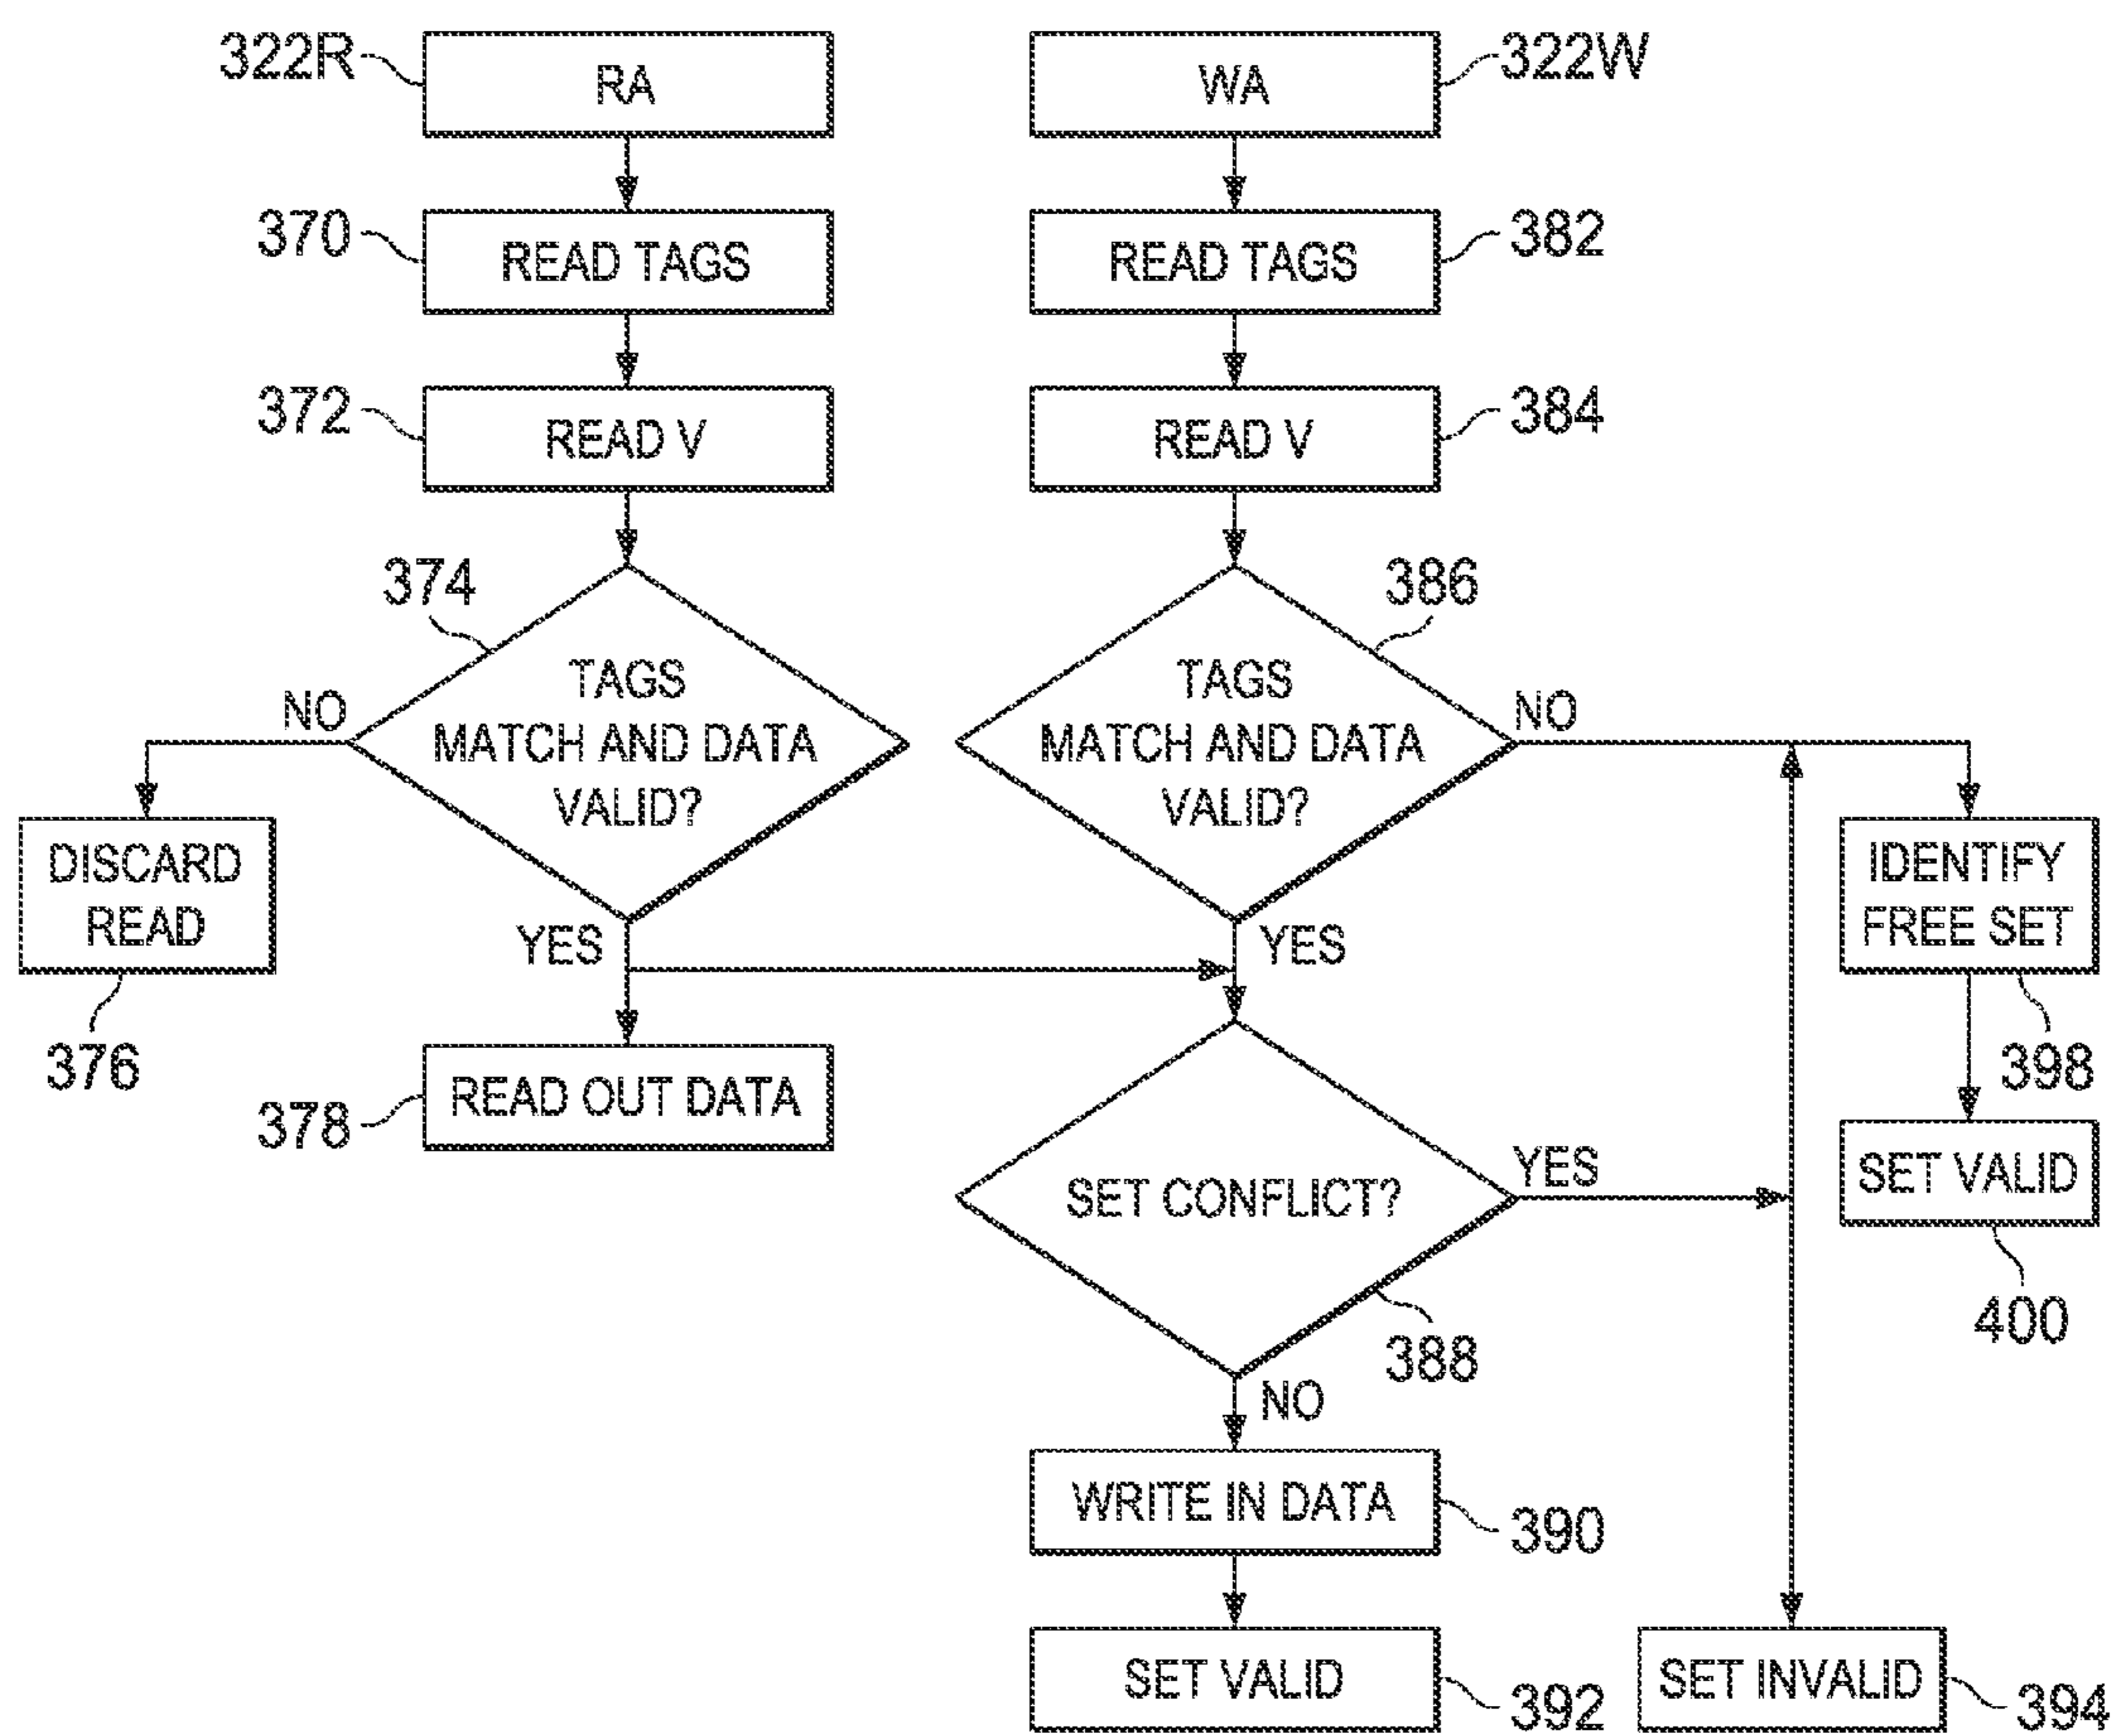 322R
RA
WA
322W
370
READ TAGS
READ TAGS
382
372
READ V
READ V
384
374
386
TAGS
MATCH AND DATA
VALID?
TAGS
MATCH AND DATA
VALID?
NO
NO
DISCARD
READ
IDENTIFY
FREE SET
YES
YES
376
398
378
READ OUT DATA
SET CONFLICT?
YES
SET VALID
400
388
NO
WRITE IN DATA
390
SET VALID
392
SET INVALID
394